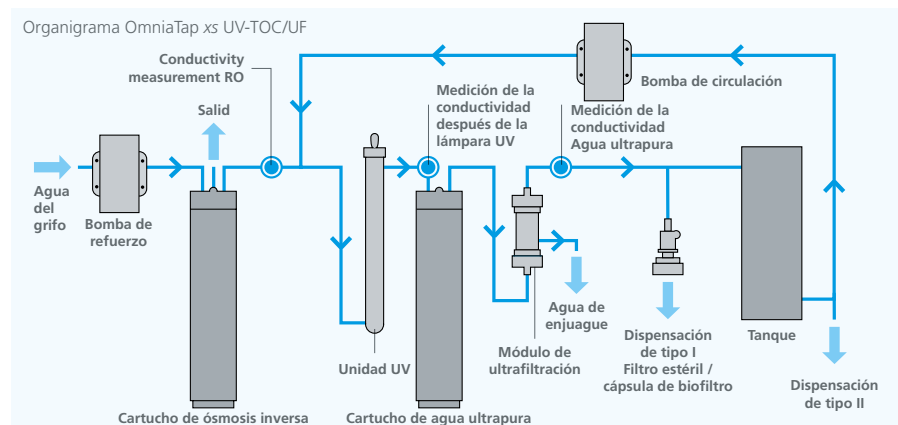 Organigrama OmniaTap xs UV-TOC/UF
Conductivity
measurement RO
Salid
Agua
del
grifo
Bomba de
refuerzo
Cartucho de ósmosis inversa
Medición de la
conductividad
después de la
lámpara UV
Unidad UV
Cartucho de agua ultrapura
Medición de la
conductividad
Agua ultrapura
Bomba de circulación
Agua de
enjuague
Módulo de
ultrafiltración
Dispensación
de tipo I
Filtro estéril /
cápsula de biofiltro
Tanque
Dispensación
de tipo II